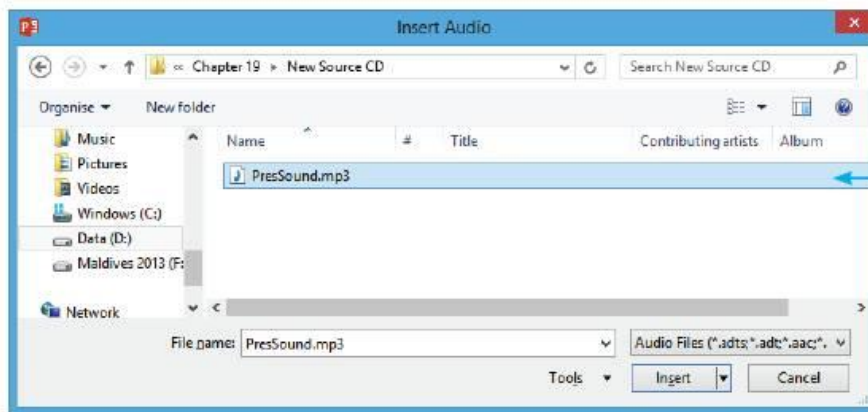 Insert Audio
« Chapter 19 ▸ New Source CD
Search New Source CD
Organise
New folder
Music
Pictures
Videos
Windows (C:)
Data (D:)
Maldives 2013 (F:
Network
Name # Title Contributing artists Album
PresSound.mp3
File name: PresSound.mp3
Audio Files (*.adts;*.adt;*.aac;*.
Tools
Insert
Cancel